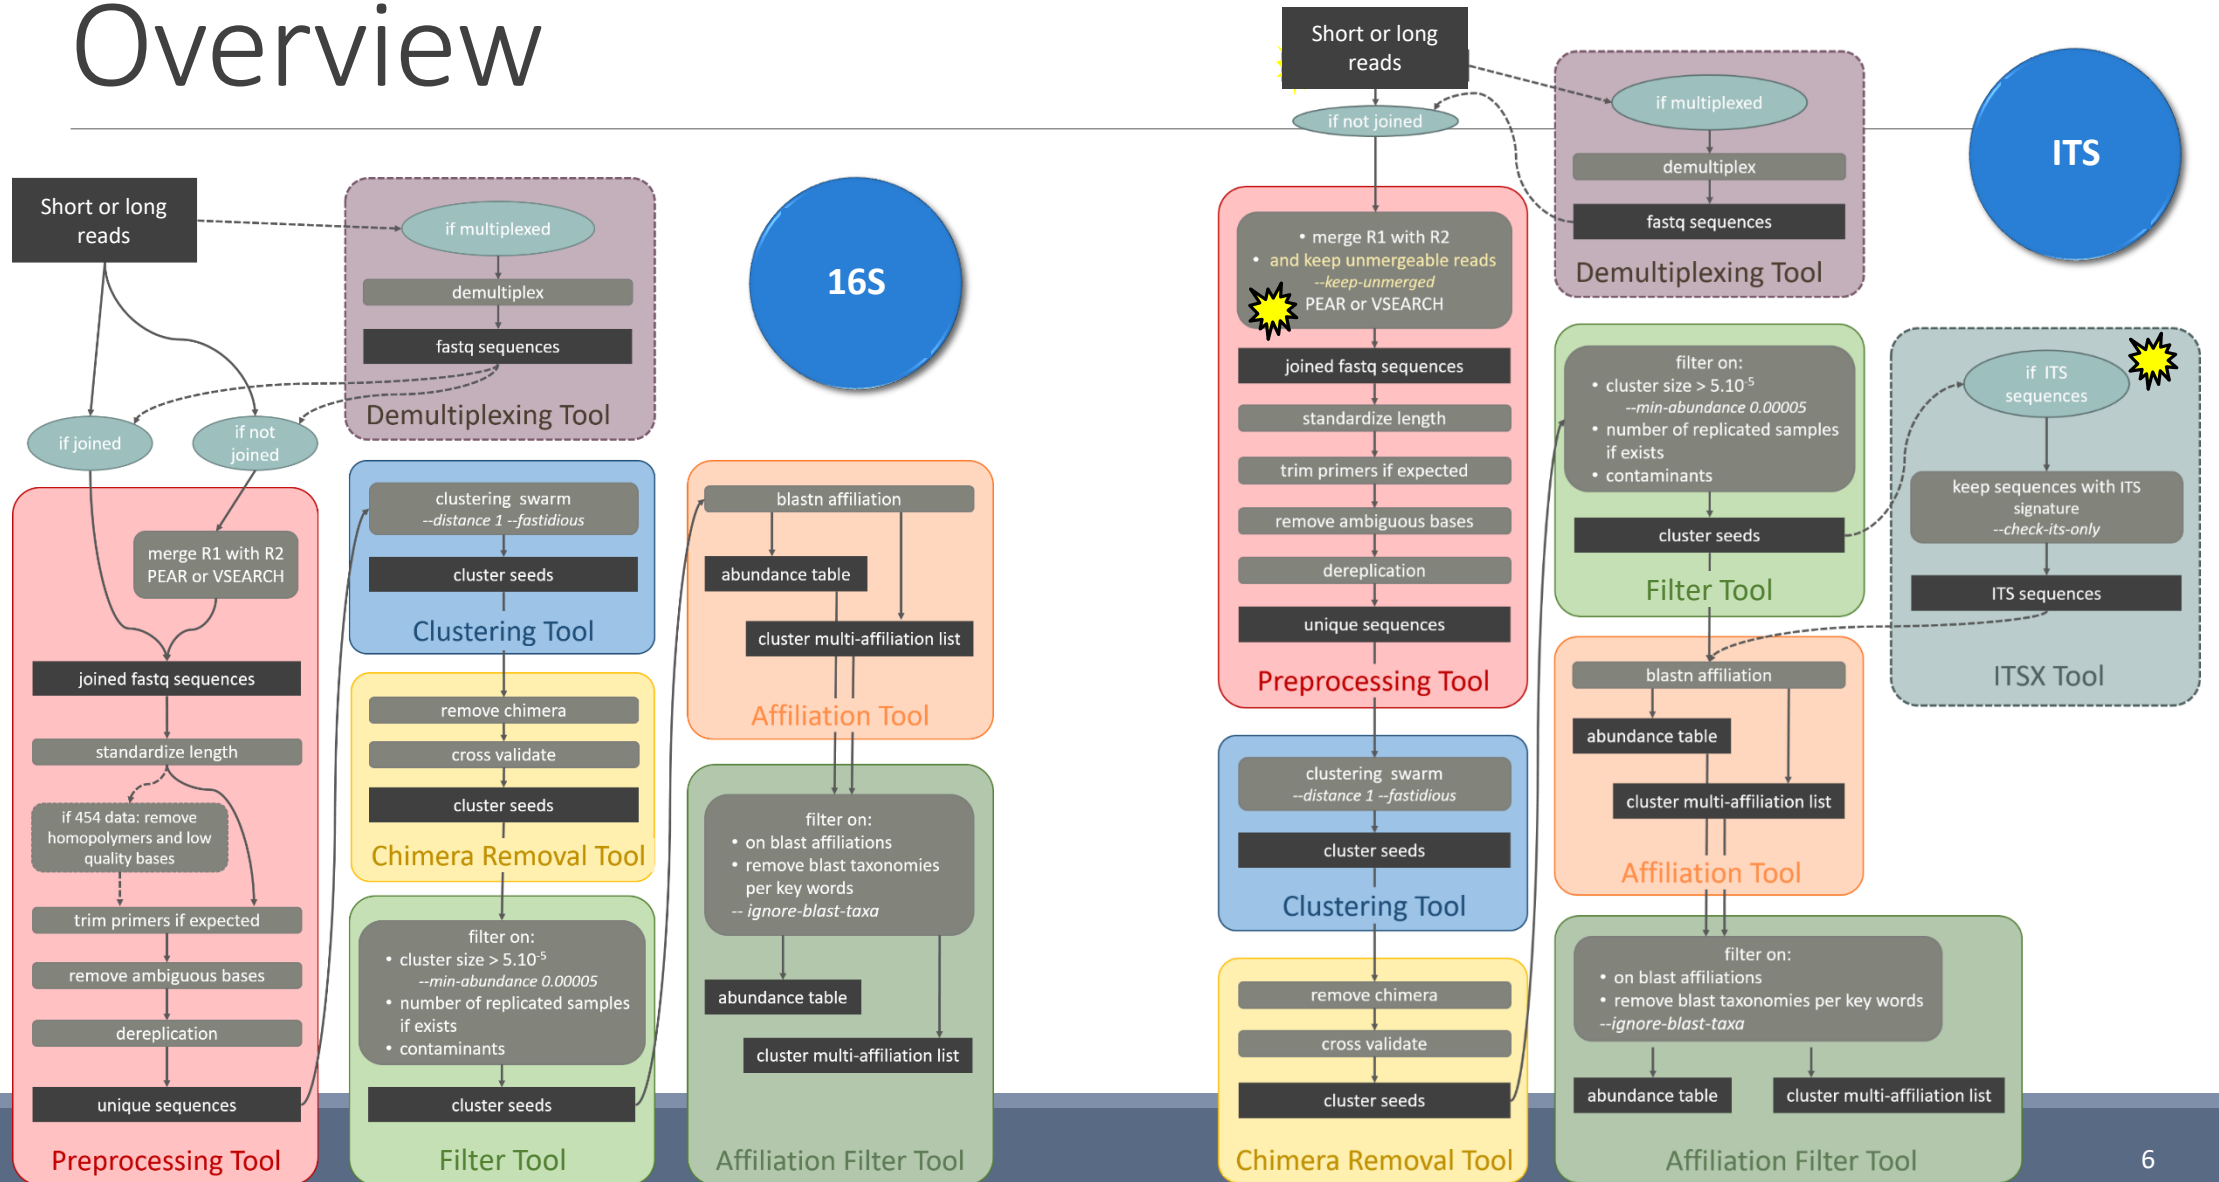 Overview
16S
Short or long
reads
if multiplexed
demultiplex
fastq sequences
Demultiplexing Tool
if joined
if not
joined
merge R1 with R2
PEAR or VSEARCH
joined fastq sequences
standardize length
if 454 data: remove
homopolymers and low
quality bases
trim primers if expected
remove ambiguous bases
dereplication
unique sequences
Preprocessing Tool
clustering swarm
--distance 1 --fastidious
cluster seeds
Clustering Tool
remove chimera
cross validate
cluster seeds
Chimera Removal Tool
filter on:
• cluster size > 5.10-5
--min-abundance 0.00005
• number of replicated samples
if exists
• contaminants
cluster seeds
Filter Tool
blastn affiliation
abundance table
cluster multi-affiliation list
Affiliation Tool
filter on:
• on blast affiliations
• remove blast taxonomies
per key words
-- ignore-blast-taxa
abundance table
cluster multi-affiliation list
Affiliation Filter Tool
ITS
Short or long
reads
if not joined
if multiplexed
demultiplex
fastq sequences
Demultiplexing Tool
• merge R1 with R2
• and keep unmergeable reads
--keep-unmerged
PEAR or VSEARCH
joined fastq sequences
standardize length
trim primers if expected
remove ambiguous bases
dereplication
unique sequences
Preprocessing Tool
clustering swarm
--distance 1 --fastidious
cluster seeds
Clustering Tool
remove chimera
cross validate
cluster seeds
Chimera Removal Tool
filter on:
• cluster size > 5.10-5
--min-abundance 0.00005
• number of replicated samples
if exists
• contaminants
cluster seeds
Filter Tool
if ITS
sequences
keep sequences with ITS
signature
--check-its-only
ITS sequences
ITSX Tool
blastn affiliation
abundance table
cluster multi-affiliation list
Affiliation Tool
filter on:
• on blast affiliations
• remove blast taxonomies per key words
--ignore-blast-taxa
abundance table
cluster multi-affiliation list
Affiliation Filter Tool
6